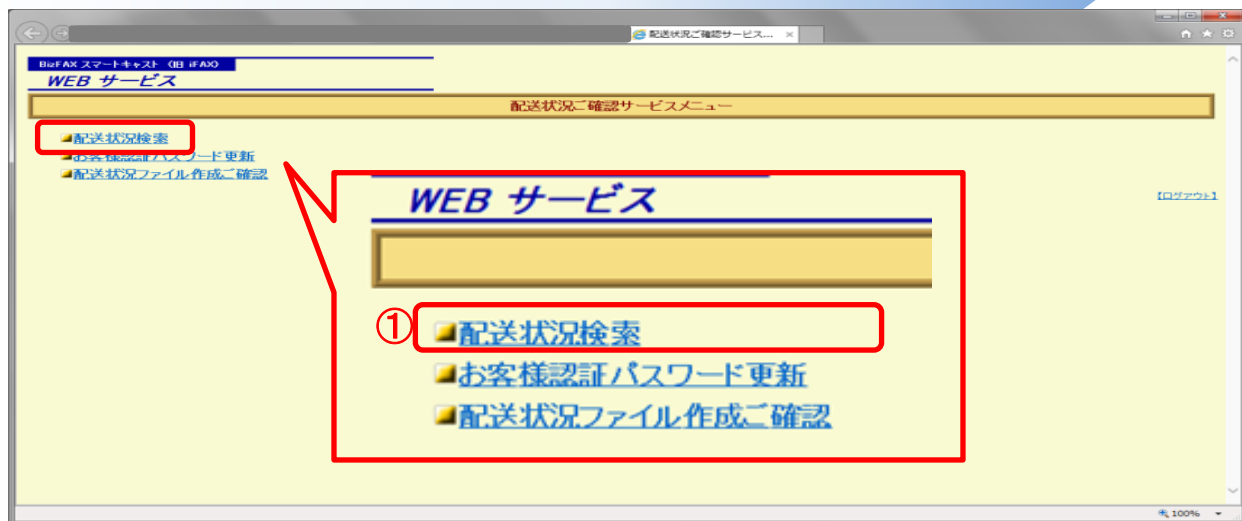 配送状況ご確認サービス...
BizFAX スマートキャスト (旧 iFAX)
WEB サービス
配送状況ご確認サービスメニュー
配送状況検索
お客様認証パスワード更新
配送状況ファイル作成ご確認
【ログアウト】
WEB サービス
① 配送状況検索
お客様認証パスワード更新
配送状況ファイル作成ご確認
100%